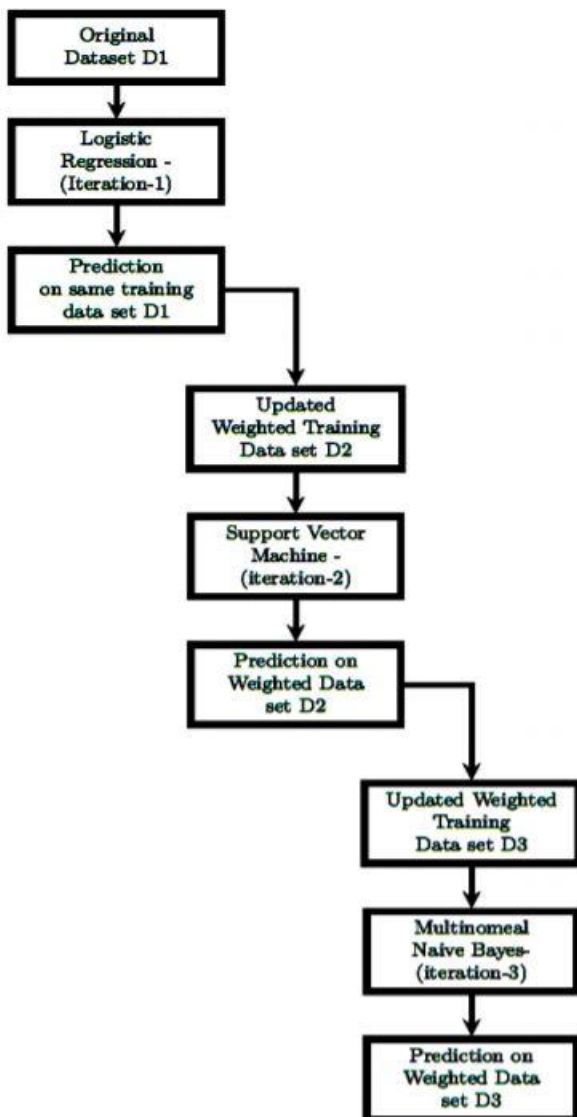 Original
Dataset D1
Logistic
Regression -
(Iteration-1)
Prediction
on same training
data set D1
Updated
Weighted Training
Data set D2
Support Vector
Machine -
(iteration-2)
Prediction on
Weighted Data
set D2
Updated Weighted
Training
Data set D3
Multinomeal
Naive Bayes-
(iteration-3)
Prediction on
Weighted Data
set D3